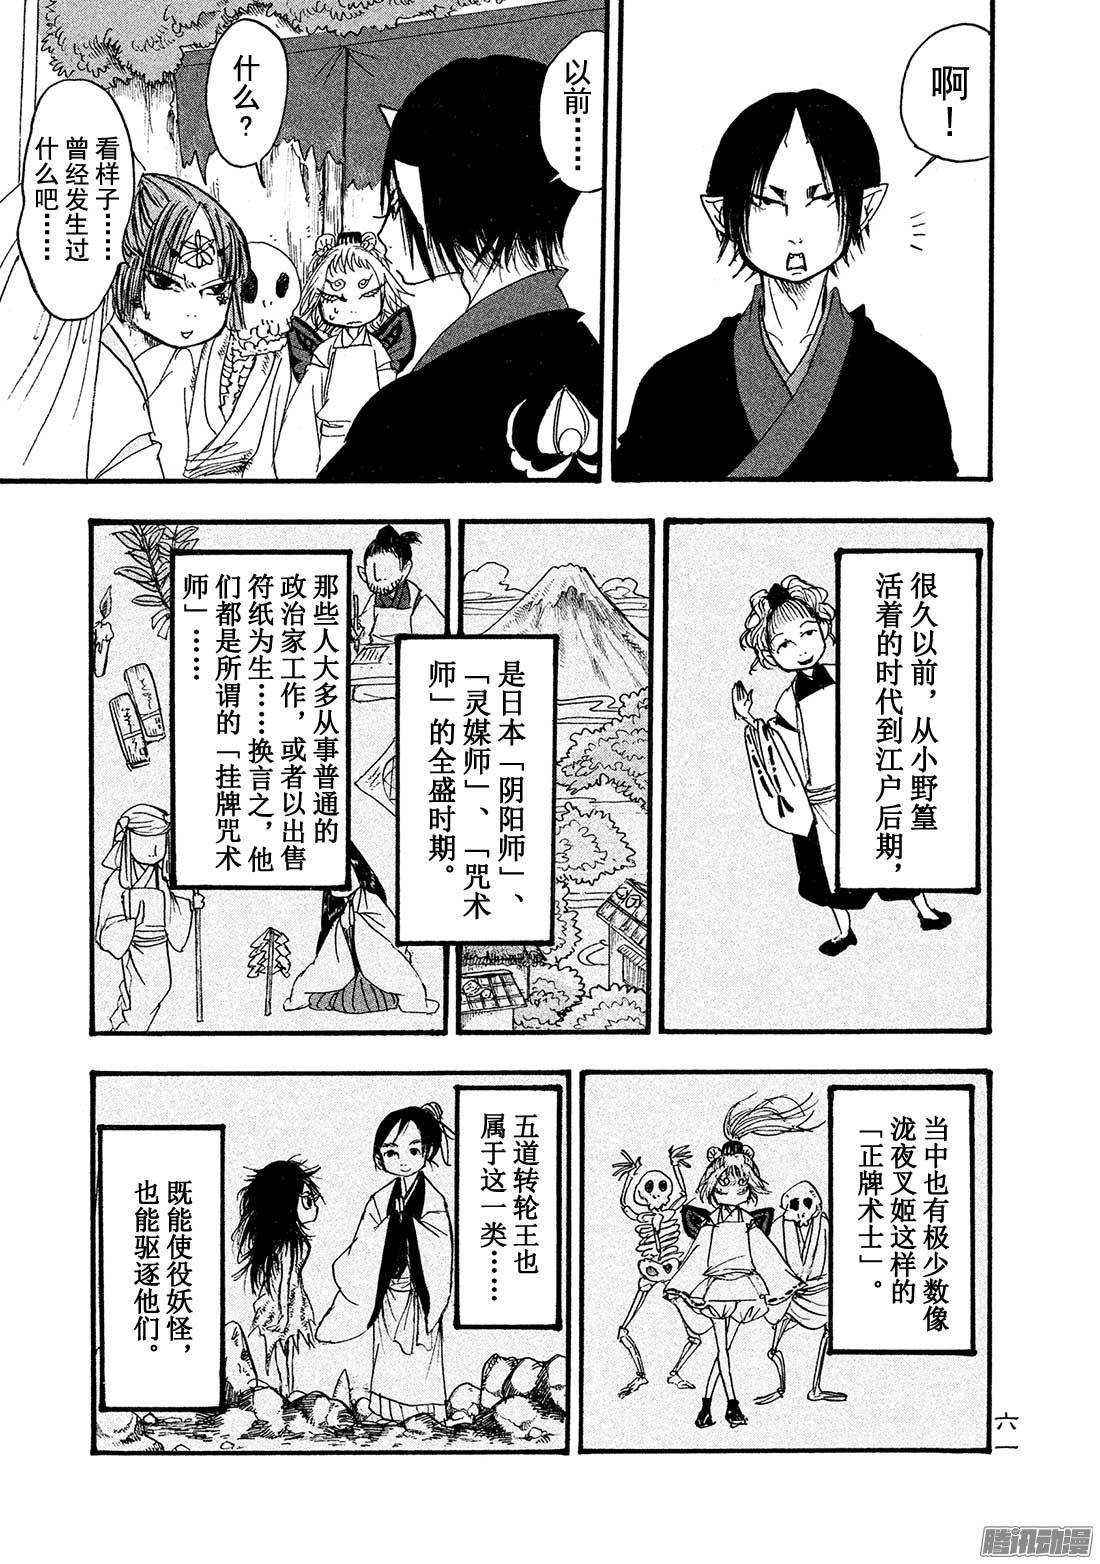 啊！
以前……
什么？
看样子…
曾经发生过
什么吧……
很久以前，从小野篁
活着的时代到江户后期，
是日本「阴阳师」、
「灵媒师」、「咒术
师」的全盛时期。
那些人大多从事普通的
政治家工作，或者以出售
符纸为生……换言之，他
们都是所谓的「挂牌咒术
师」……
当中也有极少数像
泷夜叉姬这样的
「正牌术士」。
五道转轮王也
属于这一类……
既能使役妖怪，
也能驱逐他们。
六一
腾讯动漫